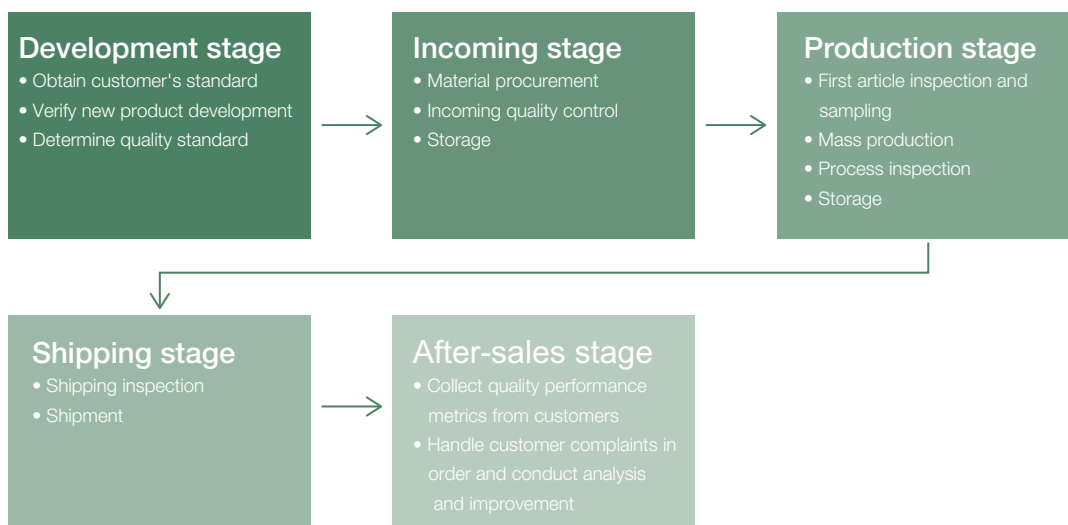 Development stage
• Obtain customer's standard
• Verify new product development
• Determine quality standard
Incoming stage
• Material procurement
• Incoming quality control
• Storage
Production stage
• First article inspection and
sampling
• Mass production
• Process inspection
• Storage
Shipping stage
• Shipping inspection
• Shipment
After-sales stage
• Collect quality performance
metrics from customers
• Handle customer complaints in
order and conduct analysis
and improvement